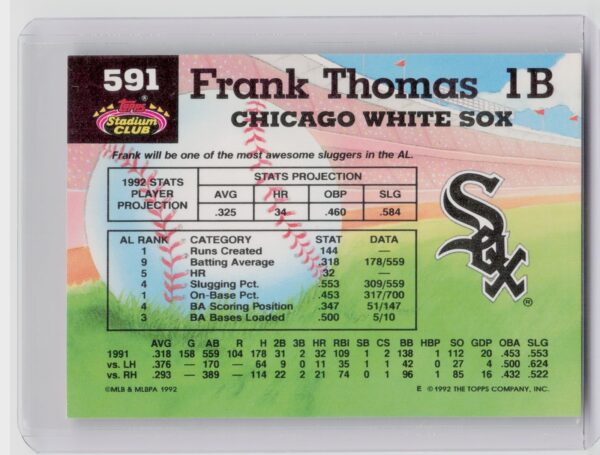 591
Frank Thomas 1B
Topps
Stadium
CLUB
CHICAGO WHITE SOX
Frank will be one of the most awesome sluggers in the AL.
1992 STATS PLAYER PROJECTION
STATS PROJECTION
AVG HR OBP SLG
.325 34 .460 .584
AL RANK CATEGORY STAT DATA
1 Runs Created 144 —
9 Batting Average .318 178/559
5 HR 32 —
4 Slugging Pct. .553 309/559
1 On-Base Pct. .453 317/700
4 BA Scoring Position .347 51/147
3 BA Bases Loaded .500 5/10
Sox
®
AVG G AB R H 2B 3B HR RBI SB CS BB HBP SO GDP OBA SLG
1991 .318 158 559 104 178 31 2 32 109 1 2 138 1 112 20 .453 .553
vs. LH .376 — 170 — 64 9 0 11 35 1 1 42 0 27 4 .500 .624
vs. RH .293 — 389 — 114 22 2 21 74 0 1 96 1 85 16 .432 .522
©MLB & MLBPA 1992
E © 1992 THE TOPPS COMPANY, INC.